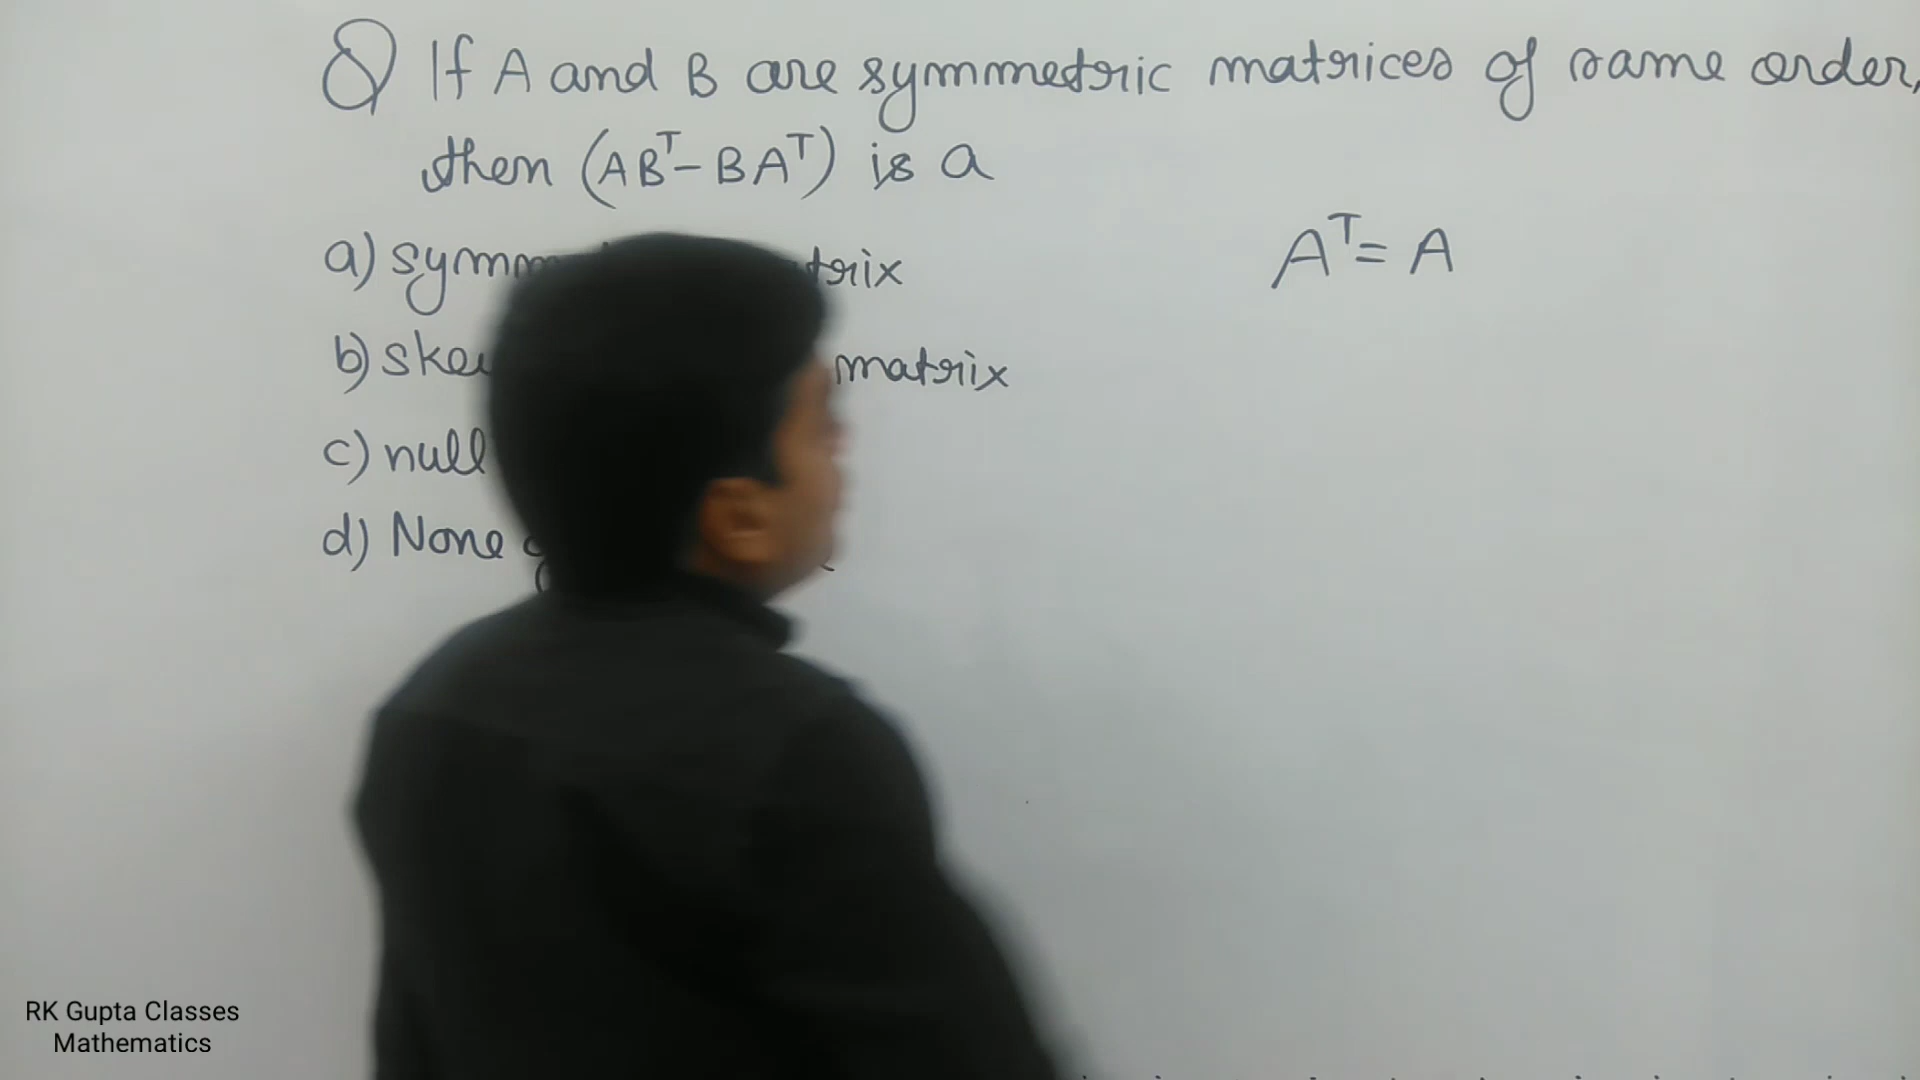 Q If A and B are symmetric matrices of same order,
then (ABᵀ-BAᵀ) is a
a) symm trix
Aᵀ= A
b) skew matrix
c) null
d) None
RK Gupta Classes
Mathematics